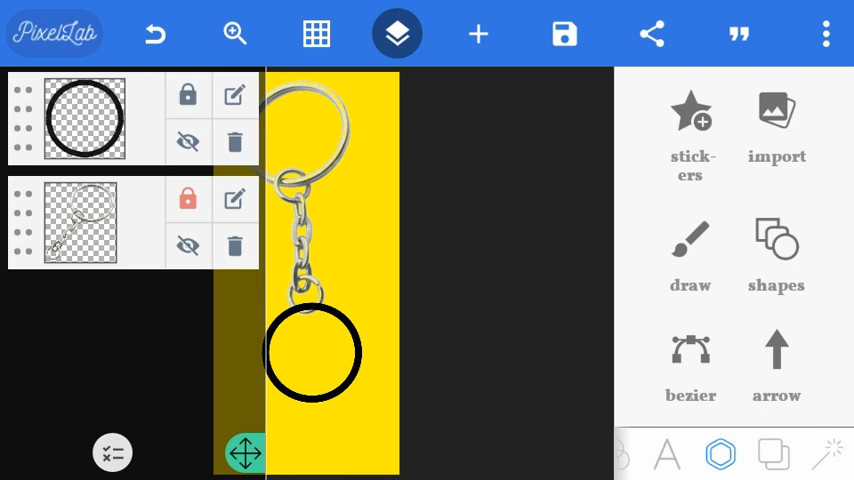 PixelLab
stick-
ers
import
draw
shapes
bezier
arrow
A